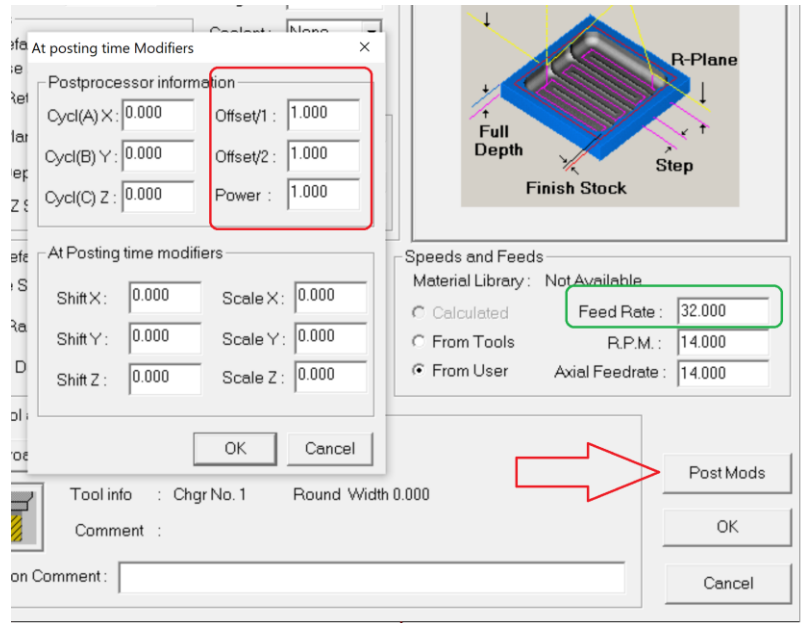 Coolant: None
At posting time Modifiers
×
Postprocessor information
Cycl(A) X: 0.000 Offset/1 : 1.000
Cycl(B) Y: 0.000 Offset/2 : 1.000
Cycl(C) Z : 0.000 Power : 1.000
At Posting time modifiers
Shift X : 0.000 Scale X : 0.000
Shift Y : 0.000 Scale Y : 0.000
Shift Z : 0.000 Scale Z : 0.000
OK Cancel
R-Plane
Full
Depth
Step
Finish Stock
Speeds and Feeds
Material Library : Not Available
Calculated Feed Rate : 32.000
From Tools R.P.M. : 14.000
From User Axial Feedrate : 14.000
Post Mods
Tool info : Chgr No. 1 Round Width 0.000
OK
Comment :
on Comment :
Cancel